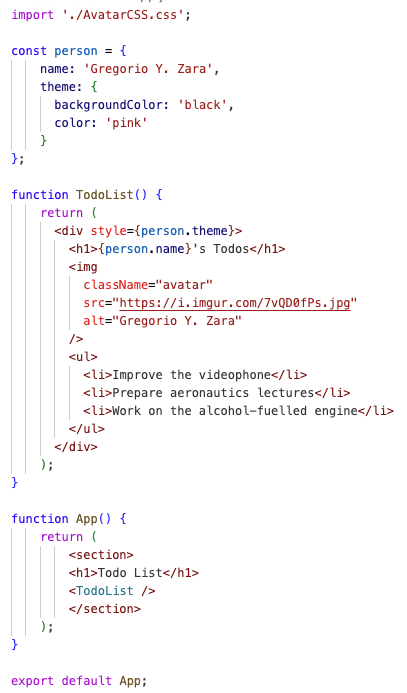 import './AvatarCSS.css';
const person = {
name: 'Gregorio Y. Zara',
theme: {
backgroundColor: 'black',
color: 'pink'
}
};
function TodoList() {
return (
<div style={person.theme}>
<h1>{person.name}'s Todos</h1>
<img
className="avatar"
src="https://i.imgur.com/7vQD0fPs.jpg"
alt="Gregorio Y. Zara"
/>
<ul>
<li>Improve the videophone</li>
<li>Prepare aeronautics lectures</li>
<li>Work on the alcohol-fuelled engine</li>
</ul>
</div>
);
}
function App() {
return (
<section>
<h1>Todo List</h1>
<TodoList />
</section>
);
}
export default App;